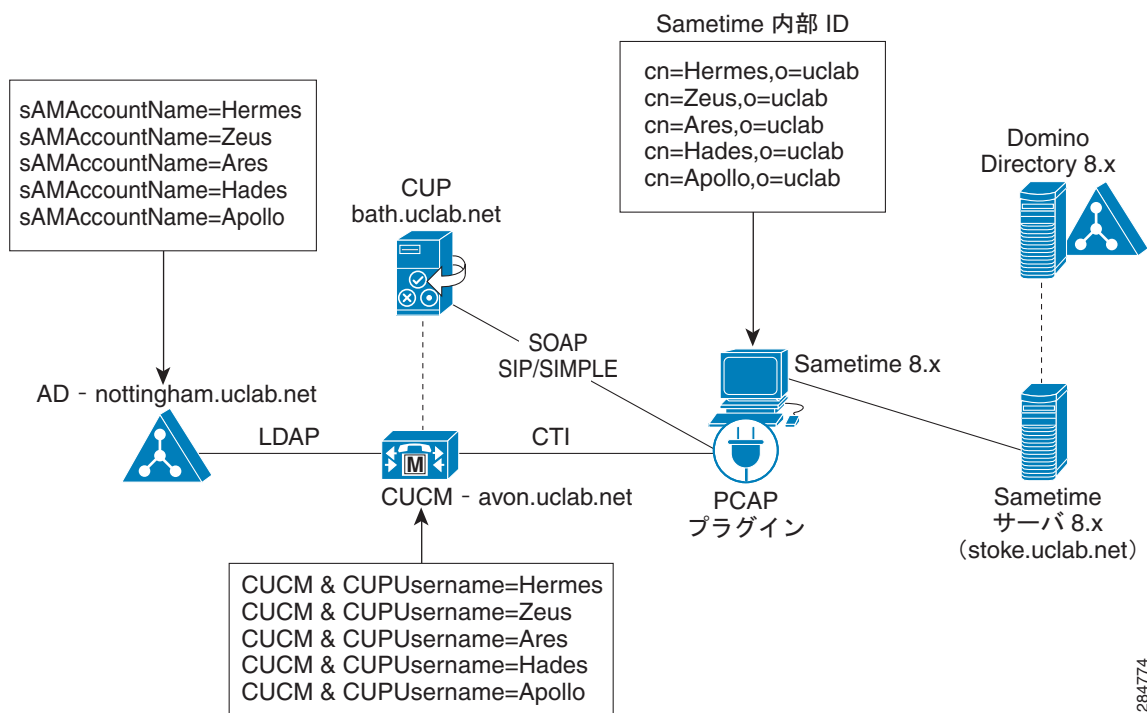 Sametime 内部 ID
cn=Hermes,o=uclab
cn=Zeus,o=uclab
cn=Ares,o=uclab
cn=Hades,o=uclab
cn=Apollo,o=uclab
sAMAccountName=Hermes
sAMAccountName=Zeus
sAMAccountName=Ares
sAMAccountName=Hades
sAMAccountName=Apollo
Domino
Directory 8.x
CUP
bath.uclab.net
SOAP
SIP/SIMPLE
Sametime 8.x
AD - nottingham.uclab.net
LDAP
M
CTI
CUCM - avon.uclab.net
PCAP
プラグイン
Sametime
サーバ 8.x
（stoke.uclab.net）
CUCM & CUPUsername=Hermes
CUCM & CUPUsername=Zeus
CUCM & CUPUsername=Ares
CUCM & CUPUsername=Hades
CUCM & CUPUsername=Apollo
284774